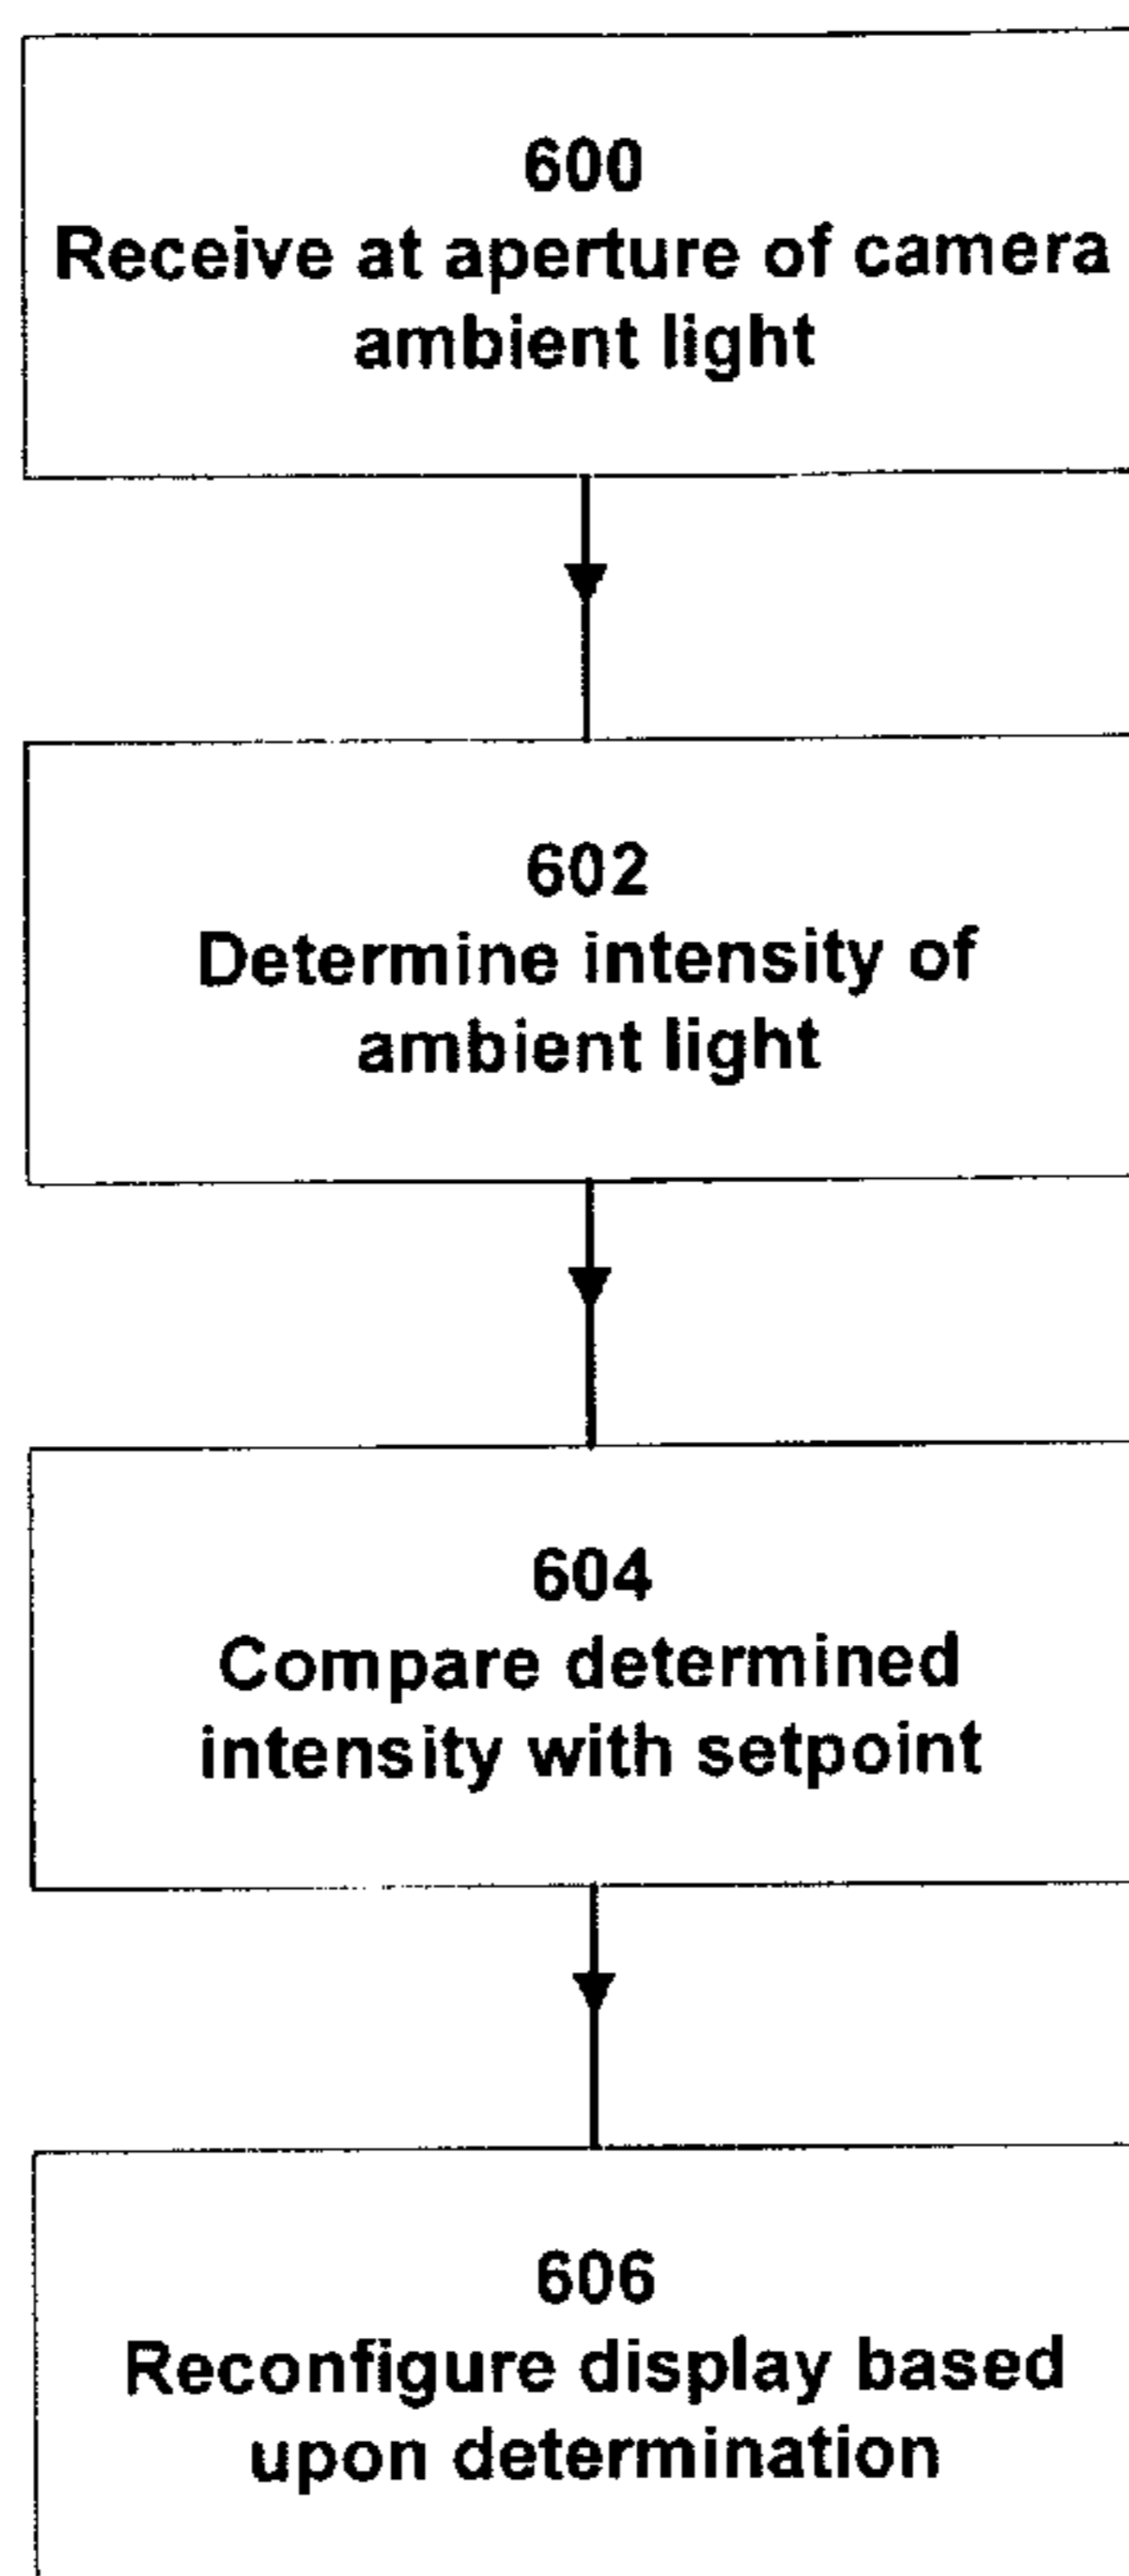 600
Receive at aperture of camera
ambient light
602
Determine intensity of
ambient light
604
Compare determined
intensity with setpoint
606
Reconfigure display based
upon determination